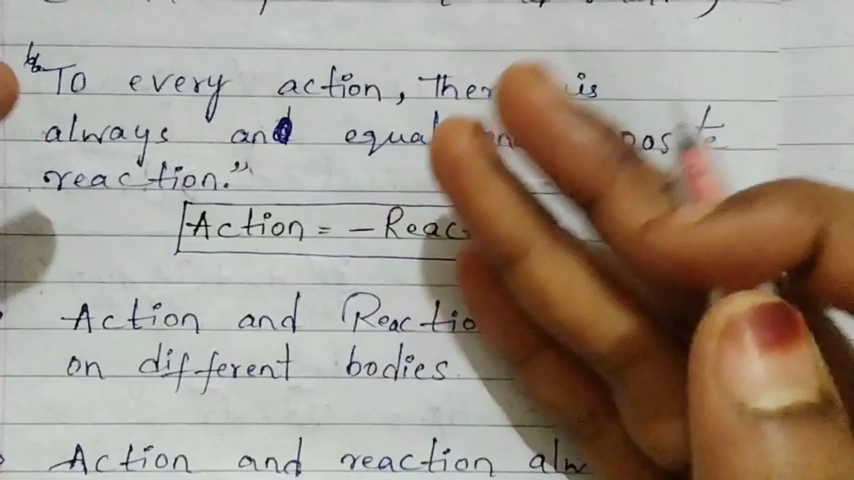 "To every action, Ther is
always and equal
reaction."
Action = - Reac
Action and Reactio
on different bodies.
Action and reaction alw